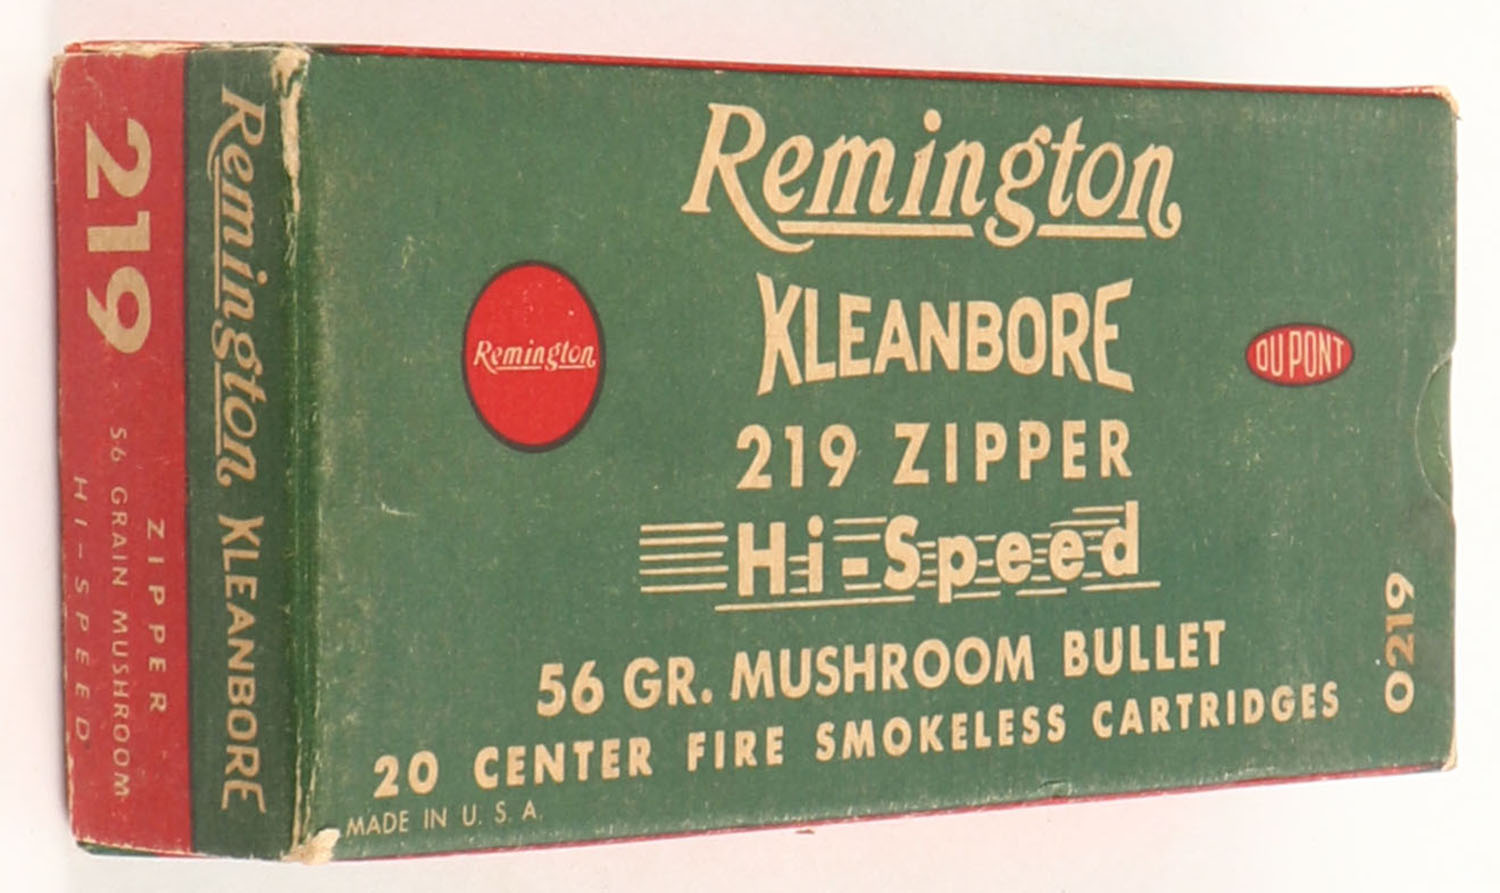 219
ZIPPER
56 GRAIN MUSHROOM
HI-SPEED
Remington KLEANBORE
Remington
Remington
KLEANBORE
DU PONT
219 ZIPPER
Hi-Speed
56 GR. MUSHROOM BULLET
20 CENTER FIRE SMOKELESS CARTRIDGES
MADE IN U. S. A.
0219